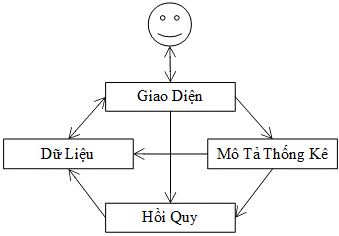 Giao Diện
Dữ Liệu
Mô Tả Thống Kê
Hồi Quy